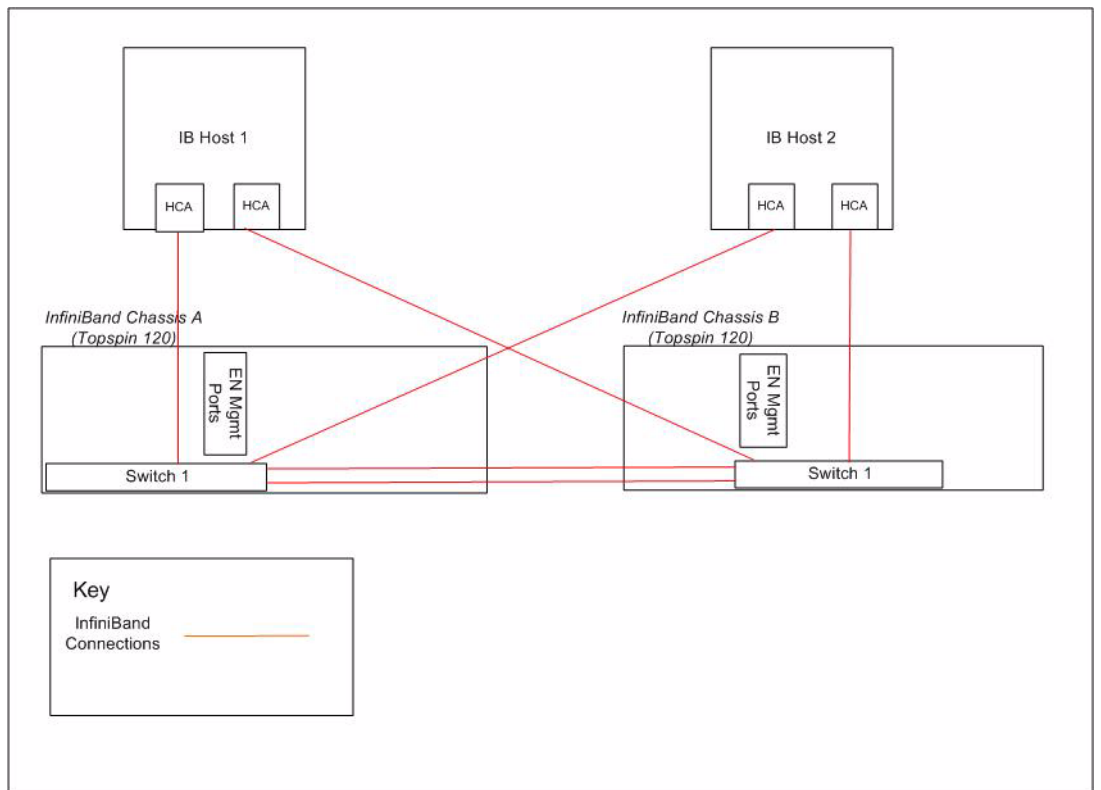 IB Host 1
IB Host 2
HCA
HCA
HCA
HCA
InfiniBand Chassis A
(Topspin 120)
InfiniBand Chassis B
(Topspin 120)
EN Mgmt
Ports
EN Mgmt
Ports
Switch 1
Switch 1
Key
InfiniBand
Connections